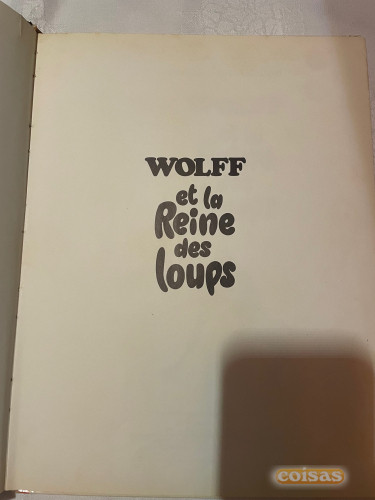 WOLFF
et la
Reine
des
loups
coisas